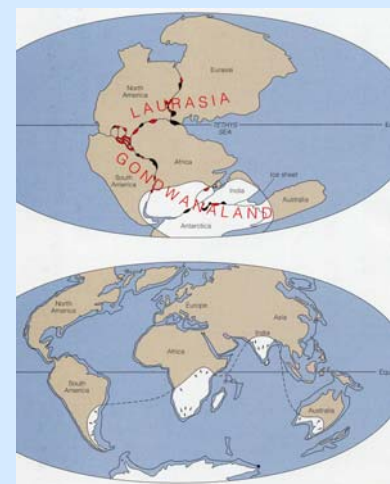 North
America
Eurasia
LAURASIA
TETHYS
SEA
E
Africa
South
America
GONDWANALAND
India
Ice sheet
Australia
Antarctica
North
America
Europe
Asia
Africa
India
Equ
South
America
Australia